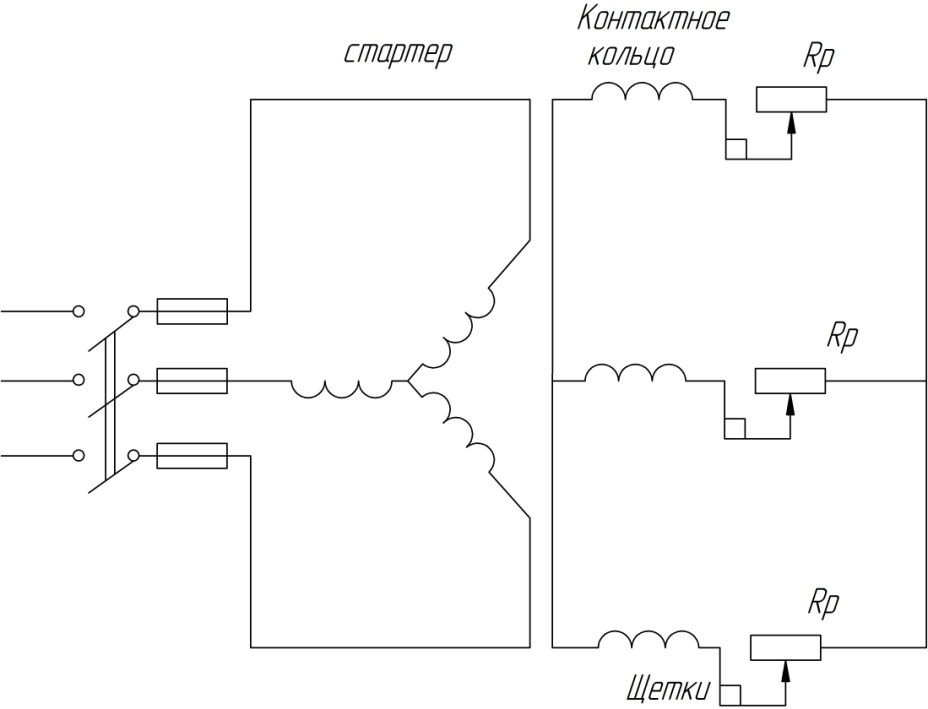 стартер
Контактное
кольцо
Rp
Rp
Rp
Щетки